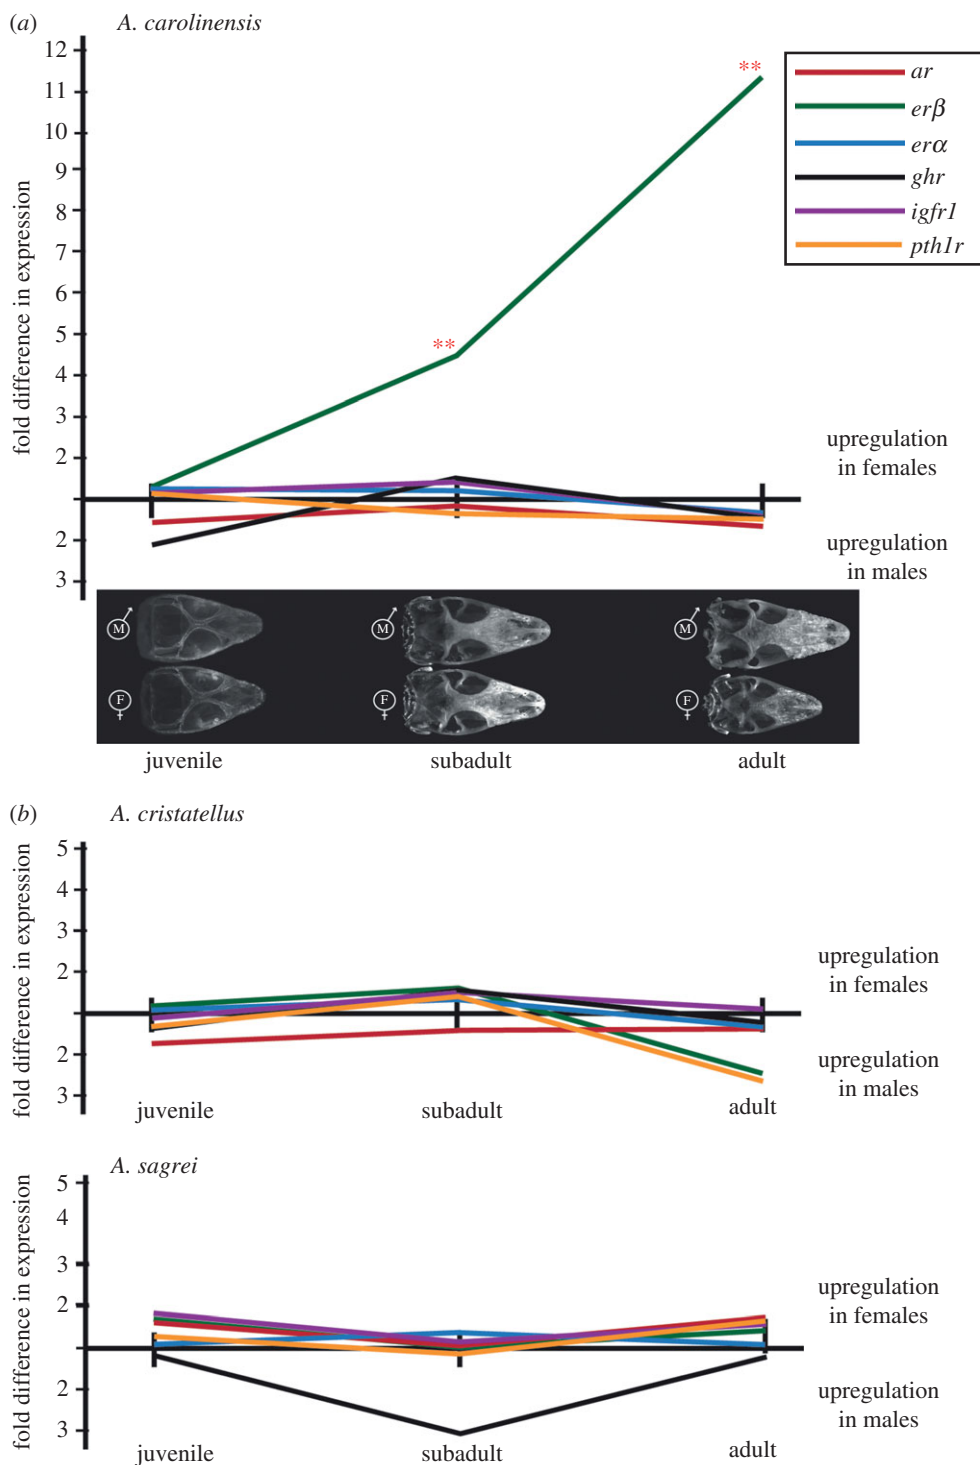 (a) A. carolinensis
fold difference in expression
12
11
10
9
8
7
6
5
4
3
2
2
3
**
**
ar
erβ
erα
ghr
igfr1
pth1r
upregulation
in females
upregulation
in males
M
F
M
F
M
F
juvenile
subadult
adult
(b) A. cristatellus
fold difference in expression
5
4
3
2
2
3
upregulation
in females
upregulation
in males
juvenile
subadult
adult
A. sagrei
fold difference in expression
5
4
3
2
2
3
upregulation
in females
upregulation
in males
juvenile
subadult
adult